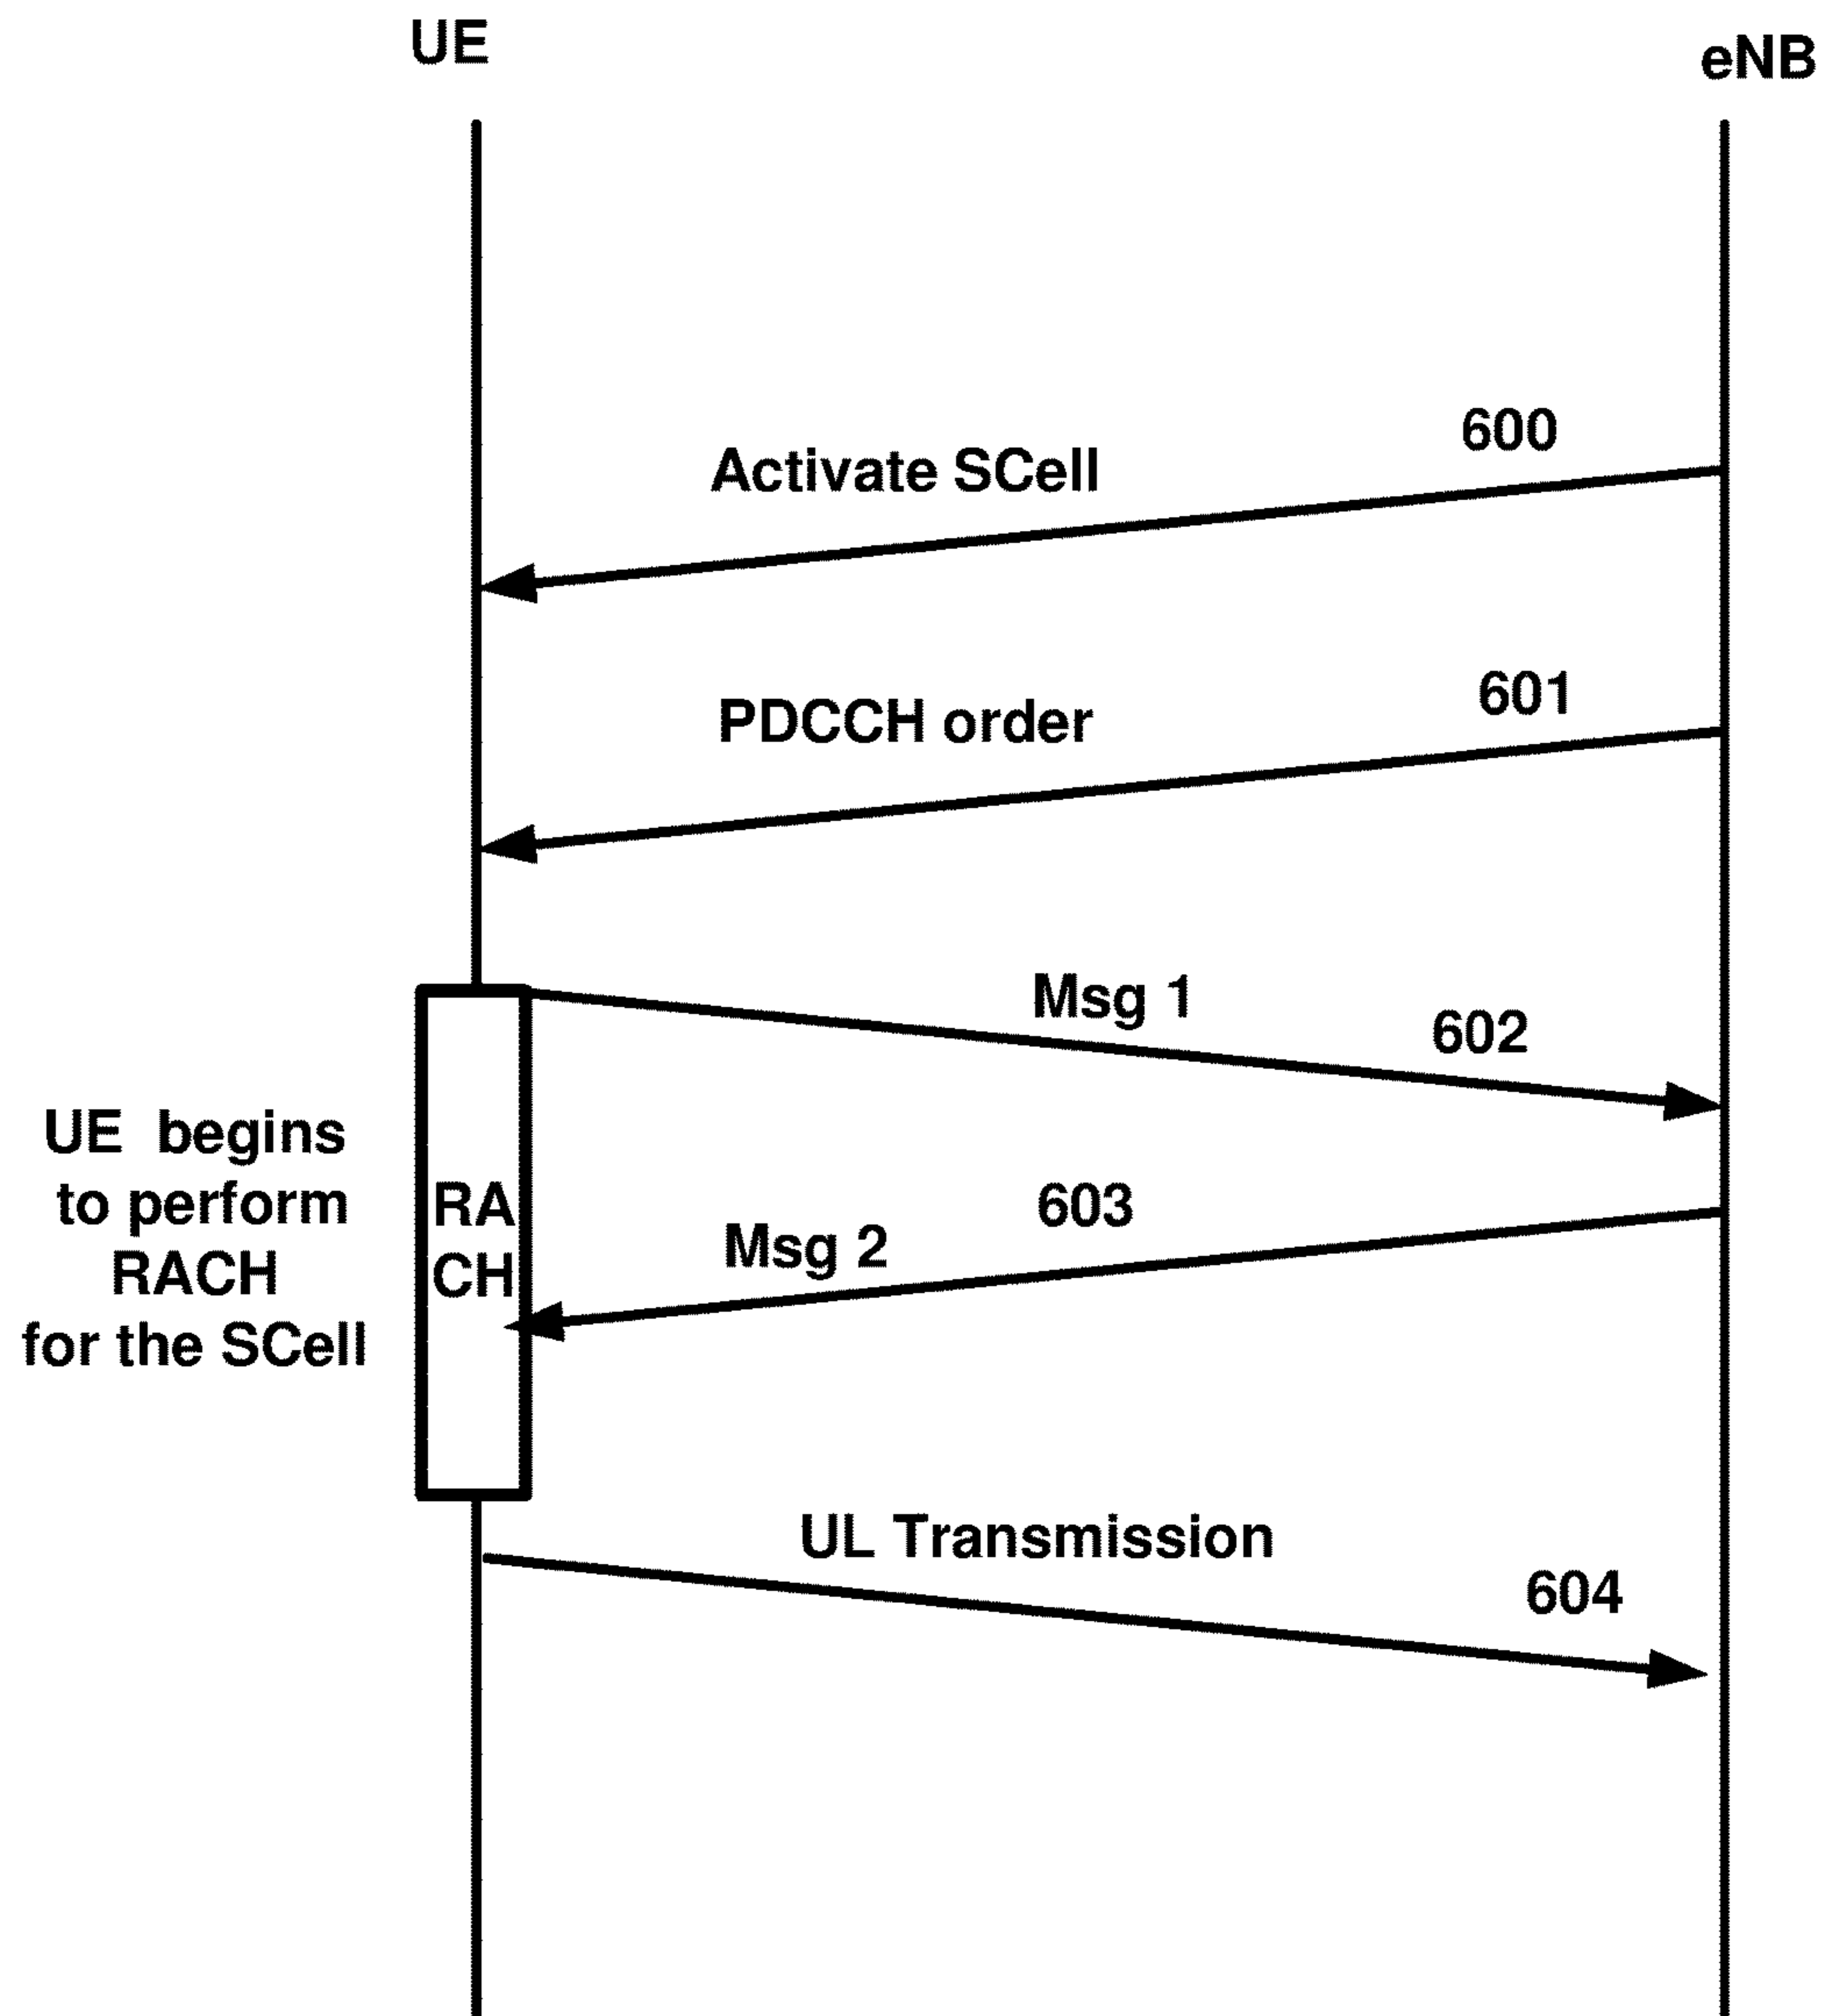 UE
eNB
600
Activate SCell
601
PDCCH order
Msg 1
602
UE begins
to perform
RACH
for the SCell
RA
CH
603
Msg 2
UL Transmission
604